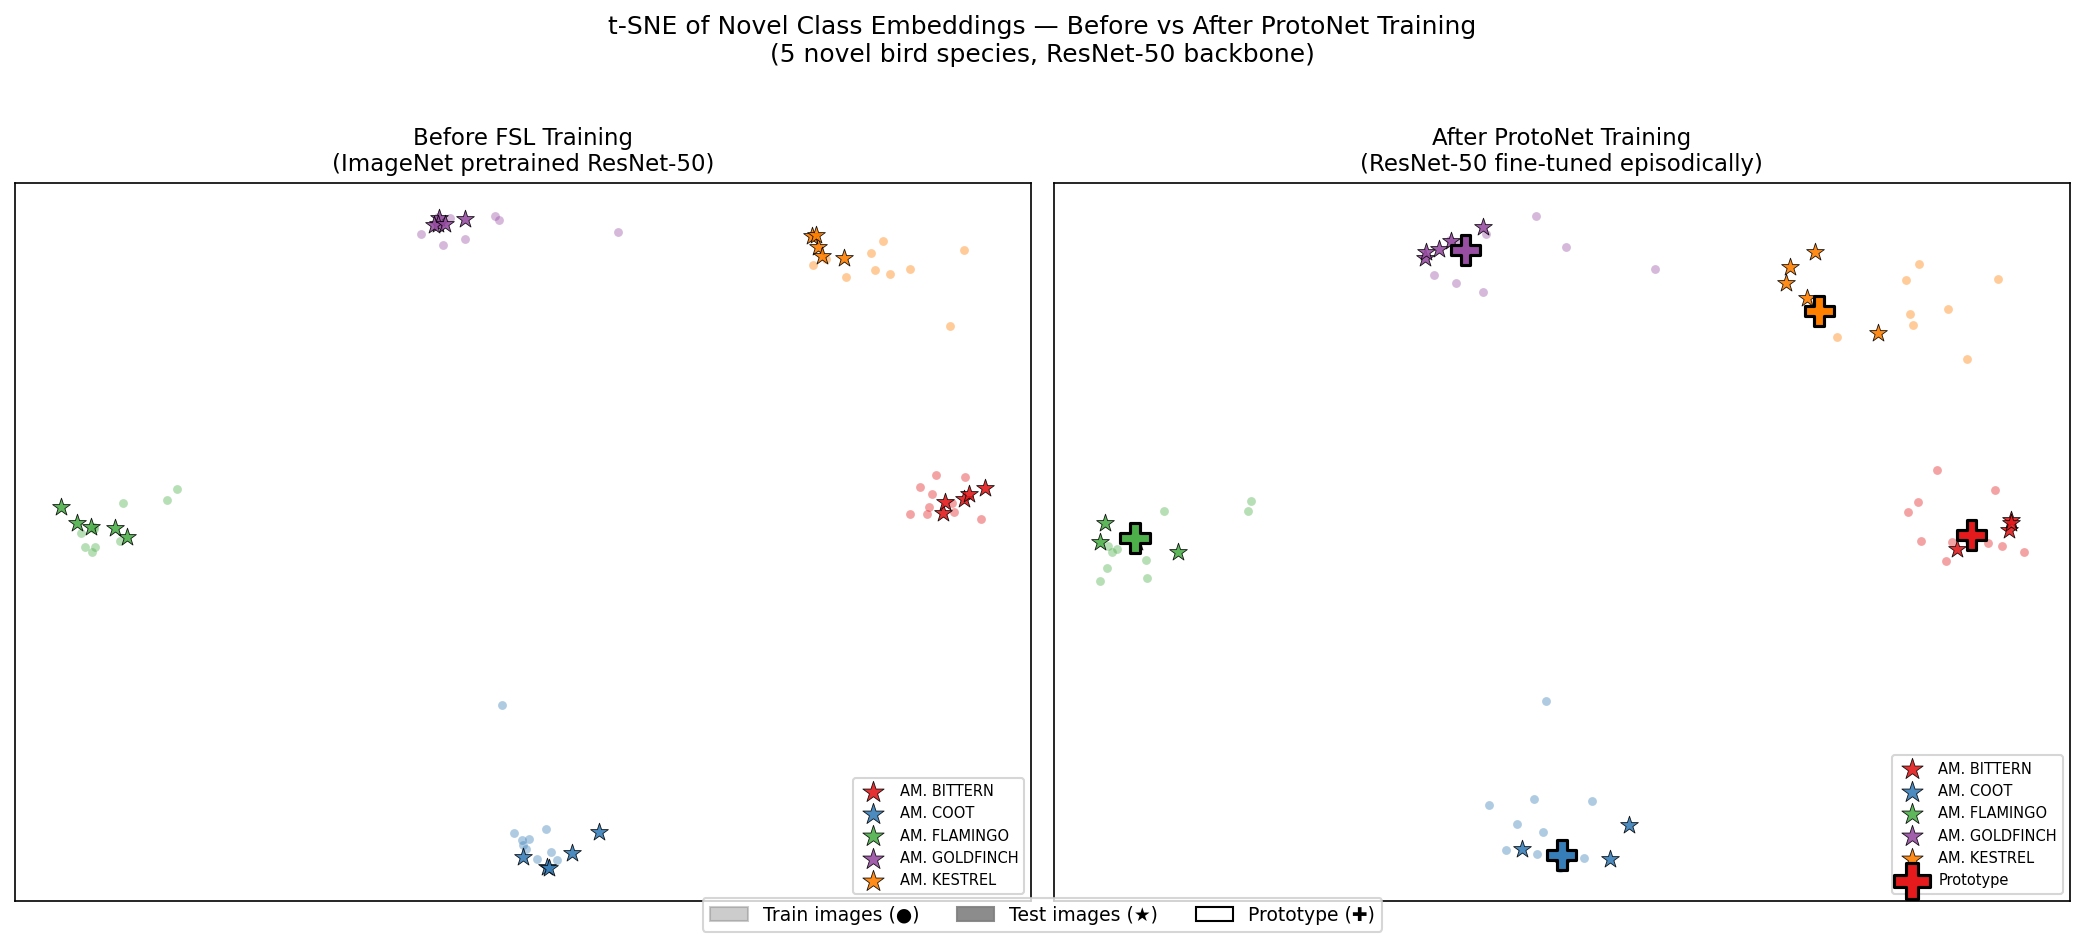 t-SNE of Novel Class Embeddings — Before vs After ProtoNet Training
(5 novel bird species, ResNet-50 backbone)
Before FSL Training
(ImageNet pretrained ResNet-50)
AM. BITTERN
AM. COOT
AM. FLAMINGO
AM. GOLDFINCH
AM. KESTREL
After ProtoNet Training
(ResNet-50 fine-tuned episodically)
AM. BITTERN
AM. COOT
AM. FLAMINGO
AM. GOLDFINCH
AM. KESTREL
Prototype
Train images (●) Test images (★) Prototype (✚)